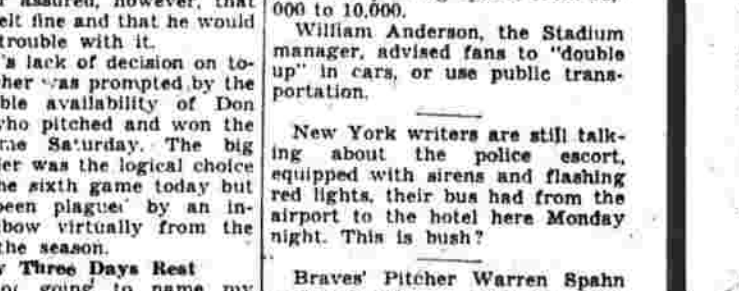 assured, however, that
elt fine and that he would
trouble with it.
's lack of decision on to-
her was prompted by the
ble availability of Don
who pitched and won the
me Saturday. The big
er was the logical choice
he sixth game today but
been plagued by an in-
bow virtually from the
the season.
Three Days Rest
going to name my
000 to 10,000.
William Anderson, the Stadium
manager, advised fans to "double
up" in cars, or use public trans-
portation.
New York writers are still talk-
ing about the police escort,
equipped with sirens and flashing
red lights, their bus had from the
airport to the hotel here Monday
night. This is bush?
Braves' Pitcher Warren Spahn